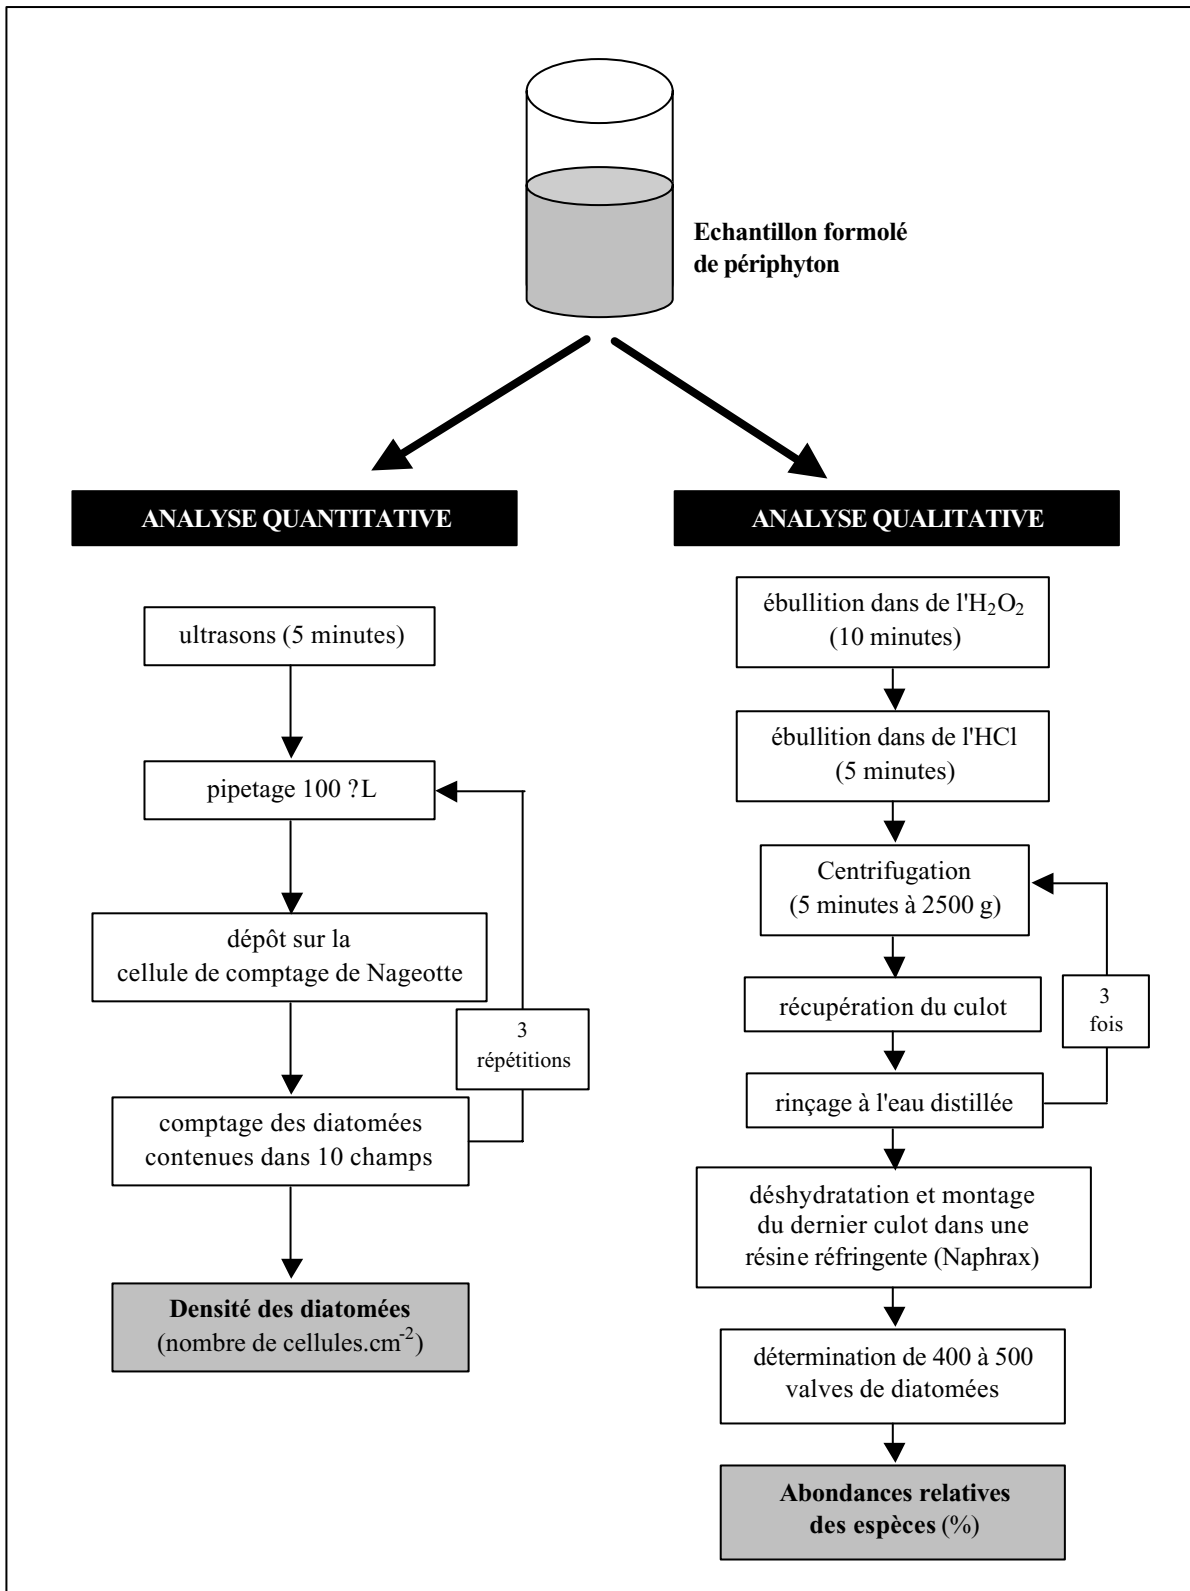 Echantillon formolé
de périphyton
ANALYSE QUANTITATIVE
ultrasons (5 minutes)
pipetage 100 ?L
dépôt sur la
cellule de comptage de Nageotte
3
répétitions
comptage des diatomées
contenues dans 10 champs
Densité des diatomées
(nombre de cellules.cm⁻²)
ANALYSE QUALITATIVE
ébullition dans de l'H₂O₂
(10 minutes)
ébullition dans de l'HCl
(5 minutes)
Centrifugation
(5 minutes à 2500 g)
récupération du culot
3
fois
rinçage à l'eau distillée
déshydratation et montage
du dernier culot dans une
résine réfringente (Naphrax)
détermination de 400 à 500
valves de diatomées
Abondances relatives
des espèces (%)